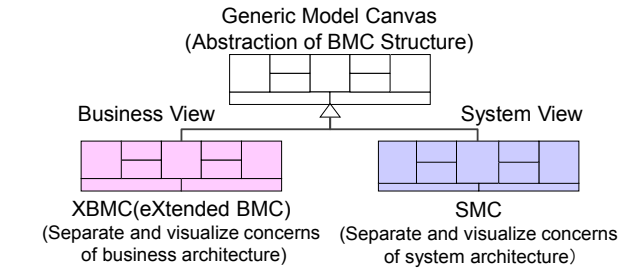 Generic Model Canvas
(Abstraction of BMC Structure)
Business View
System View
XBMC(eXtended BMC)
(Separate and visualize concerns
of business architecture)
SMC
(Separate and visualize concerns
of system architecture）